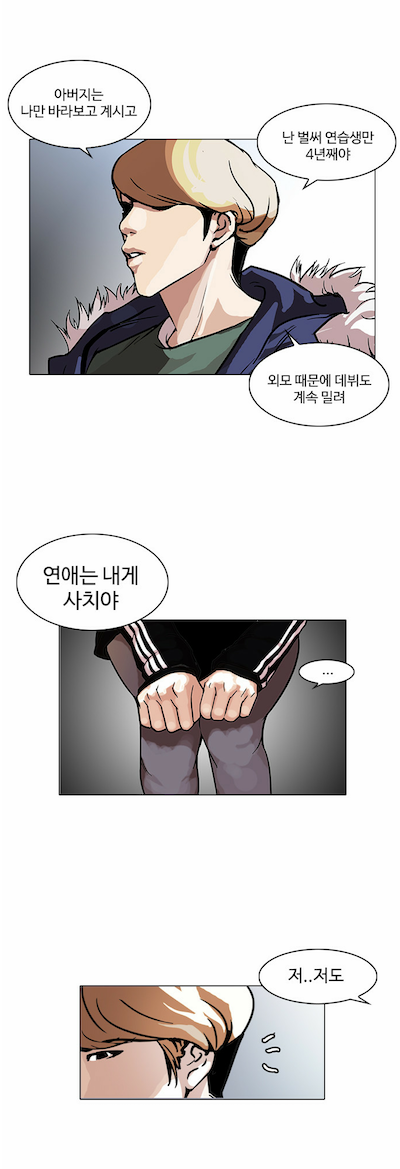 아버지는
나만 바라보고 계시고
난 벌써 연습생만
4년째야
외모 때문에 데뷔도
계속 밀려
연애는 내게
사치야
...
저..저도